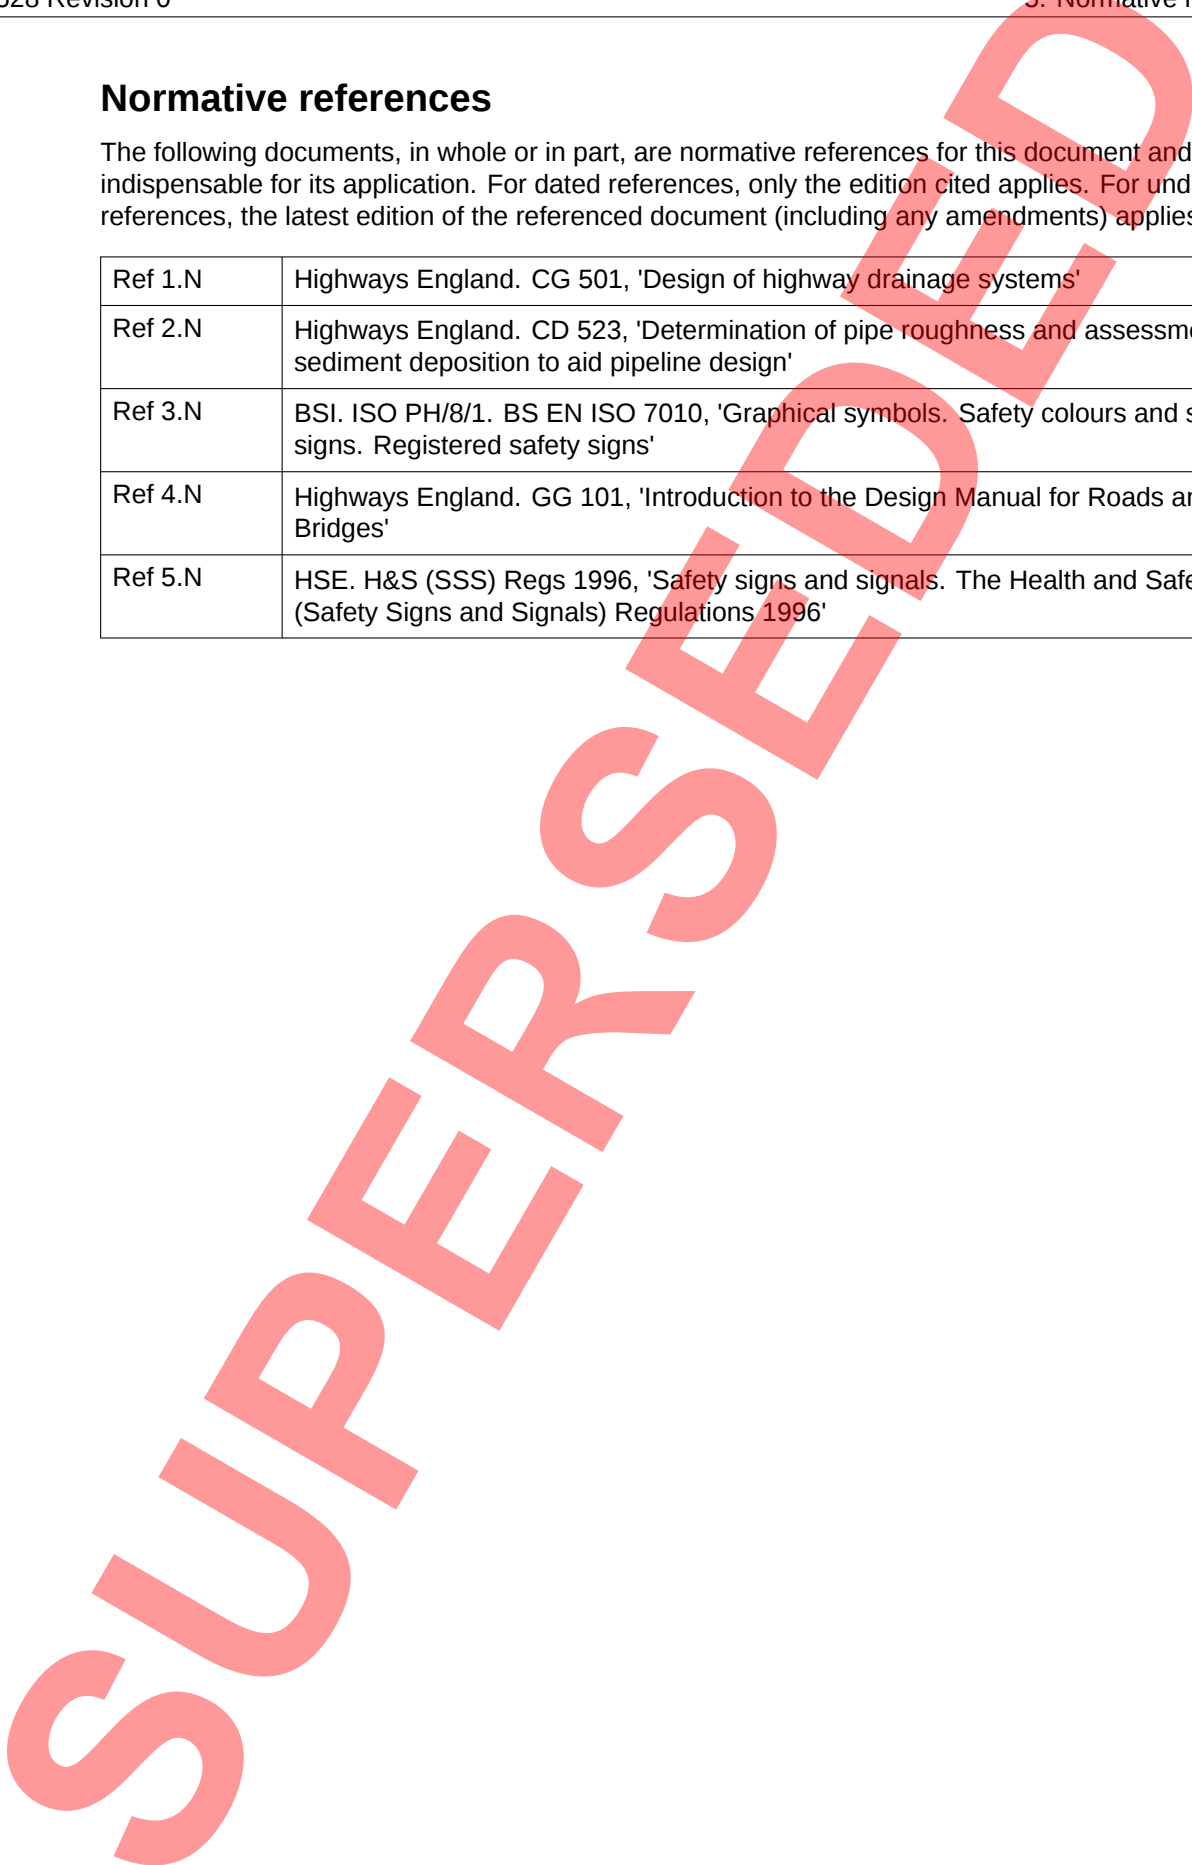 528 Revision 0 5. Normative
Normative references
The following documents, in whole or in part, are normative references for this document and
indispensable for its application. For dated references, only the edition cited applies. For
references, the latest edition of the referenced document (including any amendments) applies
Ref 1.N Highways England. CG 501, 'Design of highway drainage systems'
Ref 2.N Highways England. CD 523, 'Determination of pipe roughness and
sediment deposition to aid pipeline design'
Ref 3.N BSI. ISO PH/8/1. BS EN ISO 7010, 'Graphical symbols. Safety colours and
signs. Registered safety signs'
Ref 4.N Highways England. GG 101, 'Introduction to the Design Manual for Roads
Bridges'
Ref 5.N HSE. H&S (SSS) Regs 1996, 'Safety signs and signals. The Health and
(Safety Signs and Signals) Regulations 1996'
SUPERSEDED